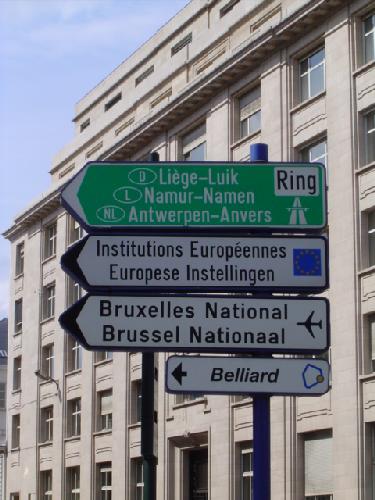 D Liège-Luik Ring
L Namur-Namen
NL Antwerpen-Anvers
Institutions Européennes
Europese Instellingen
Bruxelles National
Brussel Nationaal
Belliard